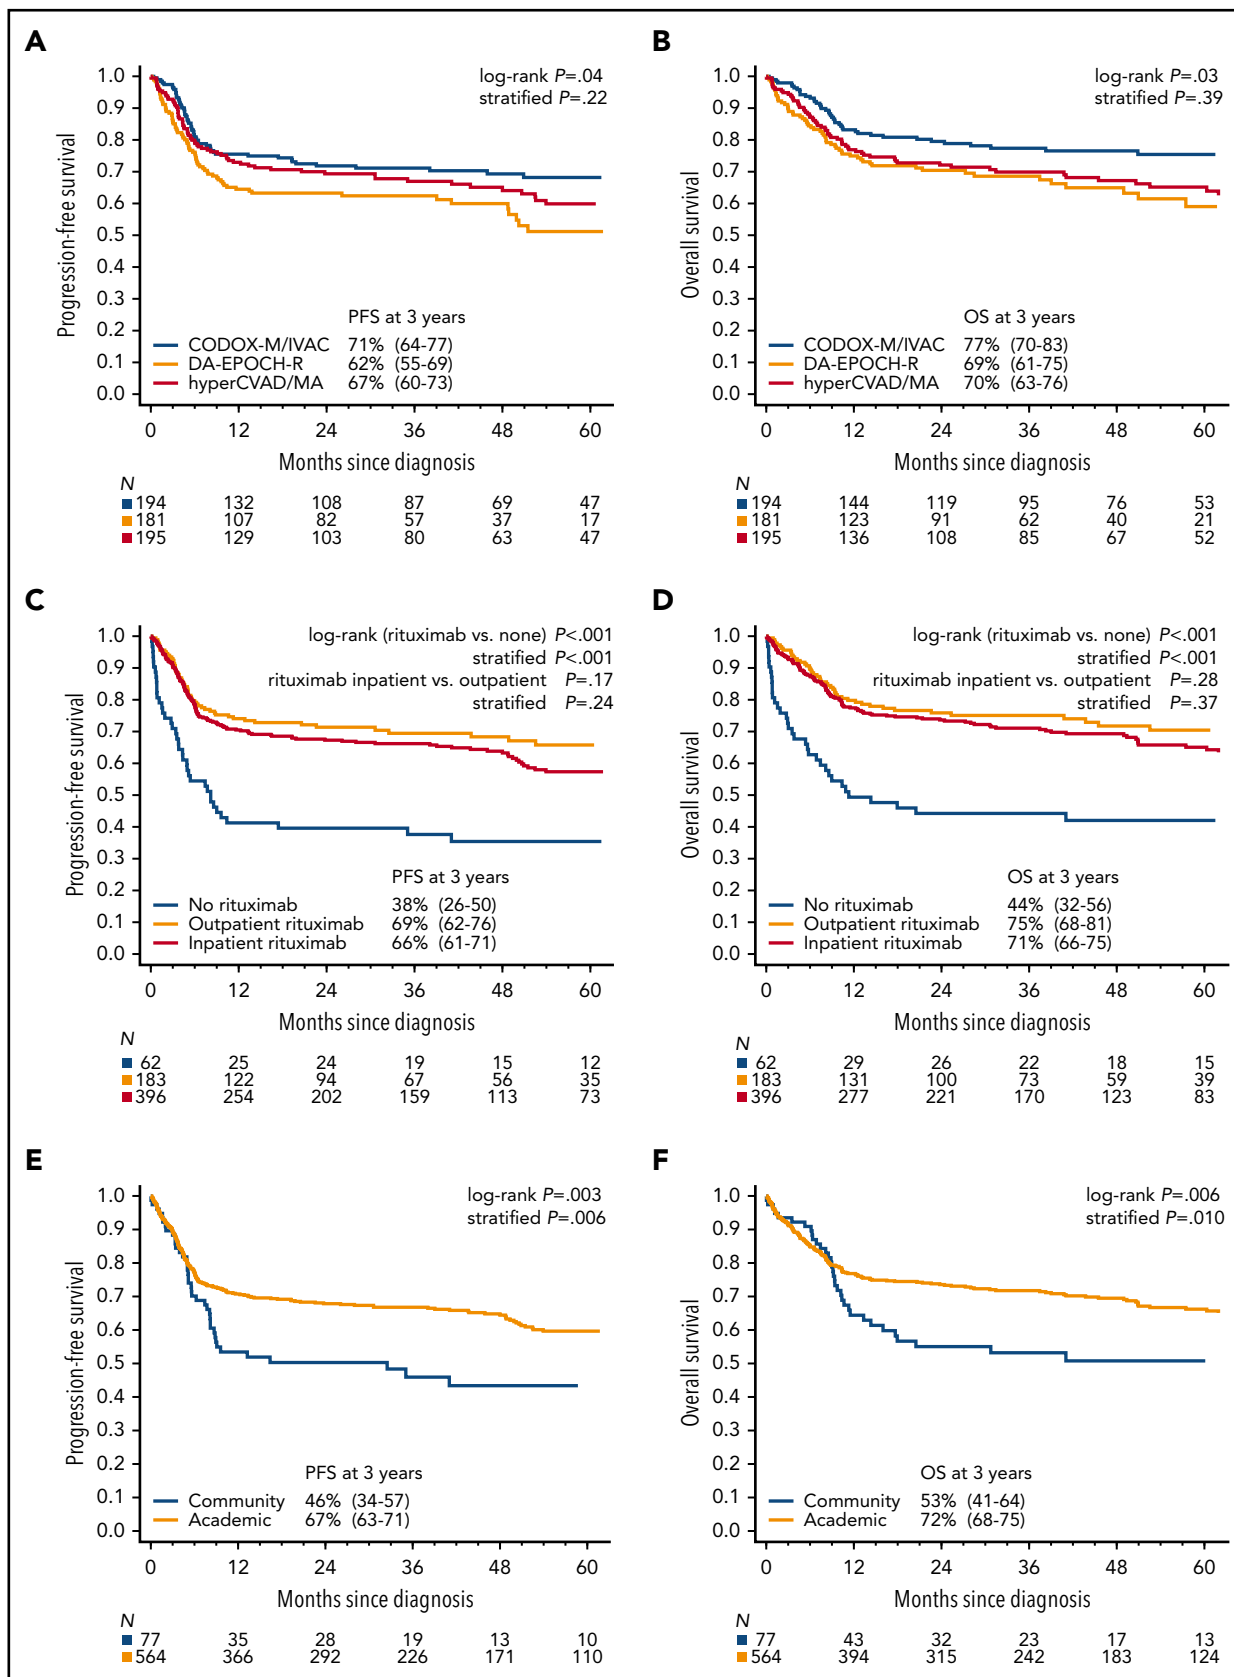 A
Progression-free survival
1.0
0.9
0.8
0.7
0.6
0.5
0.4
0.3
0.2
0.1
0.0
log-rank P=.04
stratified P=.22
PFS at 3 years
CODOX-M/IVAC 71% (64-77)
DA-EPOCH-R 62% (55-69)
hyperCVAD/MA 67% (60-73)
0 12 24 36 48 60
Months since diagnosis
N
194 132 108 87 69 47
181 107 82 57 37 17
195 129 103 80 63 47
B
Overall survival
1.0
0.9
0.8
0.7
0.6
0.5
0.4
0.3
0.2
0.1
0.0
log-rank P=.03
stratified P=.39
OS at 3 years
CODOX-M/IVAC 77% (70-83)
DA-EPOCH-R 69% (61-75)
hyperCVAD/MA 70% (63-76)
0 12 24 36 48 60
Months since diagnosis
N
194 144 119 95 76 53
181 123 91 62 40 21
195 136 108 85 67 52
C
Progression-free survival
1.0
0.9
0.8
0.7
0.6
0.5
0.4
0.3
0.2
0.1
0.0
log-rank (rituximab vs. none) P<.001
stratified P<.001
rituximab inpatient vs. outpatient P=.17
stratified P=.24
PFS at 3 years
No rituximab 38% (26-50)
Outpatient rituximab 69% (62-76)
Inpatient rituximab 66% (61-71)
0 12 24 36 48 60
Months since diagnosis
N
62 25 24 19 15 12
183 122 94 67 56 35
396 254 202 159 113 73
D
Overall survival
1.0
0.9
0.8
0.7
0.6
0.5
0.4
0.3
0.2
0.1
0.0
log-rank (rituximab vs. none) P<.001
stratified P<.001
rituximab inpatient vs. outpatient P=.28
stratified P=.37
OS at 3 years
No rituximab 44% (32-56)
Outpatient rituximab 75% (68-81)
Inpatient rituximab 71% (66-75)
0 12 24 36 48 60
Months since diagnosis
N
62 29 26 22 18 15
183 131 100 73 59 39
396 277 221 170 123 83
E
Progression-free survival
1.0
0.9
0.8
0.7
0.6
0.5
0.4
0.3
0.2
0.1
0.0
log-rank P=.003
stratified P=.006
PFS at 3 years
Community 46% (34-57)
Academic 67% (63-71)
0 12 24 36 48 60
Months since diagnosis
N
77 35 28 19 13 10
564 366 292 226 171 110
F
Overall survival
1.0
0.9
0.8
0.7
0.6
0.5
0.4
0.3
0.2
0.1
0.0
log-rank P=.006
stratified P=.010
OS at 3 years
Community 53% (41-64)
Academic 72% (68-75)
0 12 24 36 48 60
Months since diagnosis
N
77 43 32 23 17 13
564 394 315 242 183 124